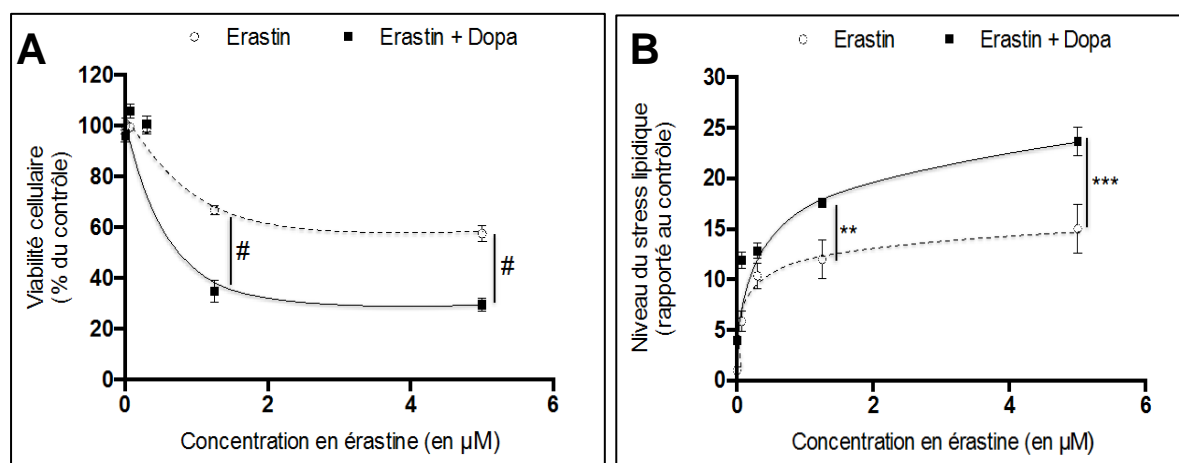 A
Erastin
Erastin + Dopa
Viabilité cellulaire
(% du contrôle)
120
100
80
60
40
20
0
#
#
0
2
4
6
Concentration en érastine (en µM)
B
Erastin
Erastin + Dopa
Niveau du stress lipidique
(rapporté au contrôle)
30
25
20
15
10
5
0
**
***
0
2
4
6
Concentration en érastine (en µM)